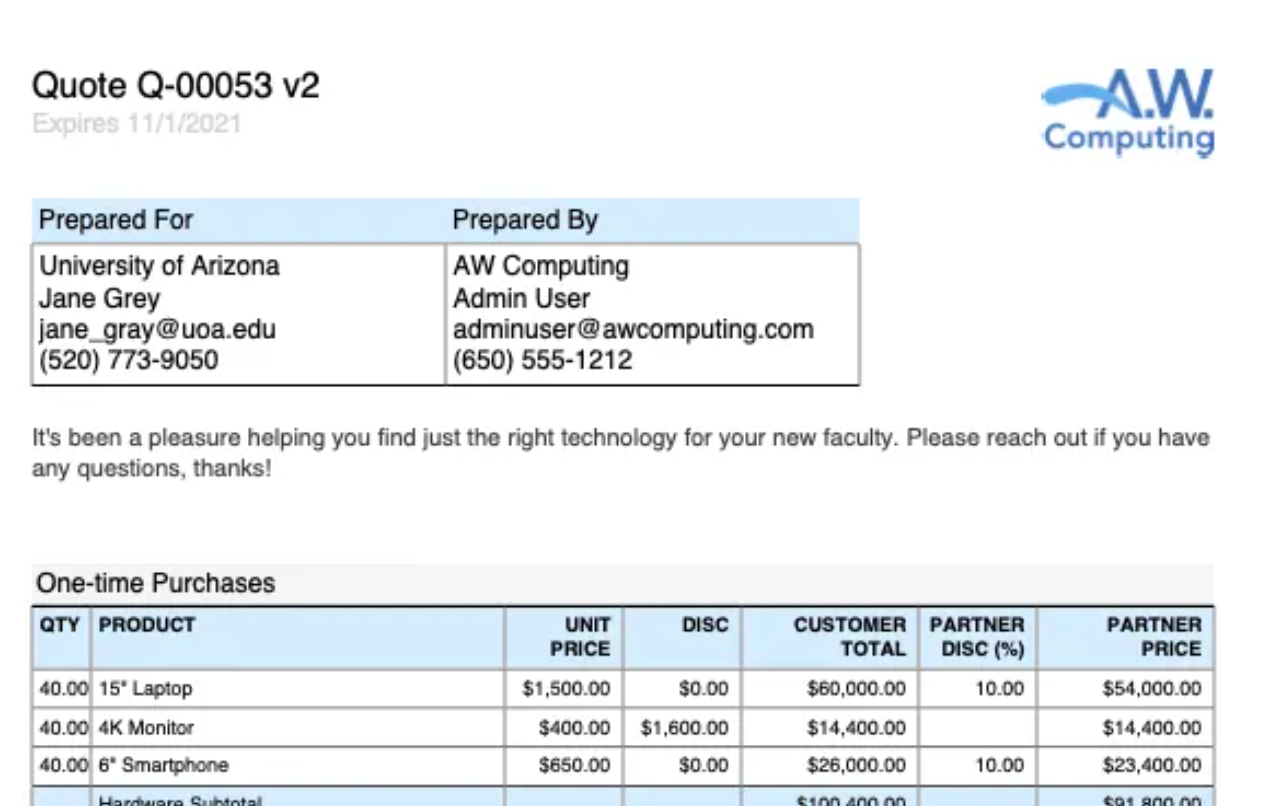 Quote Q-00053 v2
Expires 11/1/2021
A.W.
Computing
Prepared For Prepared By
University of Arizona AW Computing
Jane Grey Admin User
jane_gray@uoa.edu adminuser@awcomputing.com
(520) 773-9050 (650) 555-1212
It's been a pleasure helping you find just the right technology for your new faculty. Please reach out if you have
any questions, thanks!
One-time Purchases
QTY PRODUCT UNIT PRICE DISC CUSTOMER TOTAL PARTNER DISC (%) PARTNER PRICE
40.00 15" Laptop $1,500.00 $0.00 $60,000.00 10.00 $54,000.00
40.00 4K Monitor $400.00 $1,600.00 $14,400.00 $14,400.00
40.00 6" Smartphone $650.00 $0.00 $26,000.00 10.00 $23,400.00
Hardware Subtotal $100,400.00 $91,800.00